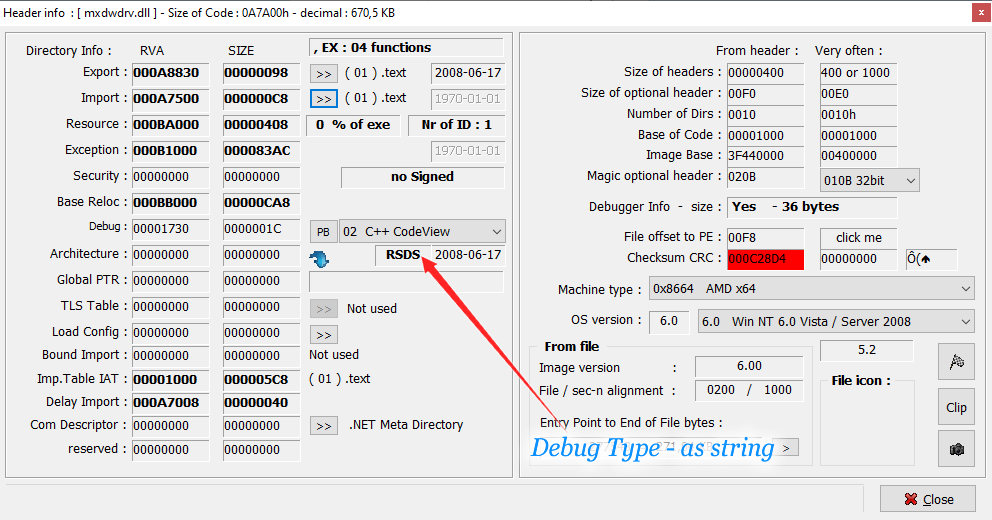 Header info : [ mxdwdrv.dll ] - Size of Code : 0A7A00h - decimal : 670,5 KB
x
Directory Info : RVA SIZE , EX : 04 functions
Export : 000A8830 00000098 >> ( 01 ) .text 2008-06-17
Import : 000A7500 000000C8 >> ( 01 ) .text 1970-01-01
Resource : 000BA000 00000408 0 % of exe Nr of ID : 1
Exception : 000B1000 000083AC 1970-01-01
Security : 00000000 00000000 no Signed
Base Reloc : 000BB000 00000CA8
Debug : 00001730 0000001C PB 02 C++ CodeView
Architecture : 00000000 00000000 RSDS 2008-06-17
Global PTR : 00000000 00000000
TLS Table : 00000000 00000000 >> Not used
Load Config : 00000000 00000000 >>
Bound Import : 00000000 00000000 Not used
Imp.Table IAT : 00001000 000005C8 ( 01 ) .text
Delay Import : 000A7008 00000040
Com Descriptor : 00000000 00000000 >> .NET Meta Directory
reserved : 00000000 00000000
From header : Very often :
Size of headers : 00000400 400 or 1000
Size of optional header : 00F0 00E0
Number of Dirs : 0010 0010h
Base of Code : 00001000 00001000
Image Base : 3F440000 00400000
Magic optional header : 020B 010B 32bit
Debugger Info - size : Yes - 36 bytes
File offset to PE : 00F8 click me
Checksum CRC : 000C28D4 00000000 Ô(♠
Machine type : 0x8664 AMD x64
OS version : 6.0 6.0 Win NT 6.0 Vista / Server 2008
From file 5.2
Image version : 6.00
File / sec-n alignment : 0200 / 1000
File icon :
Entry Point to End of File bytes :
>
Clip
Debug Type - as string
Close